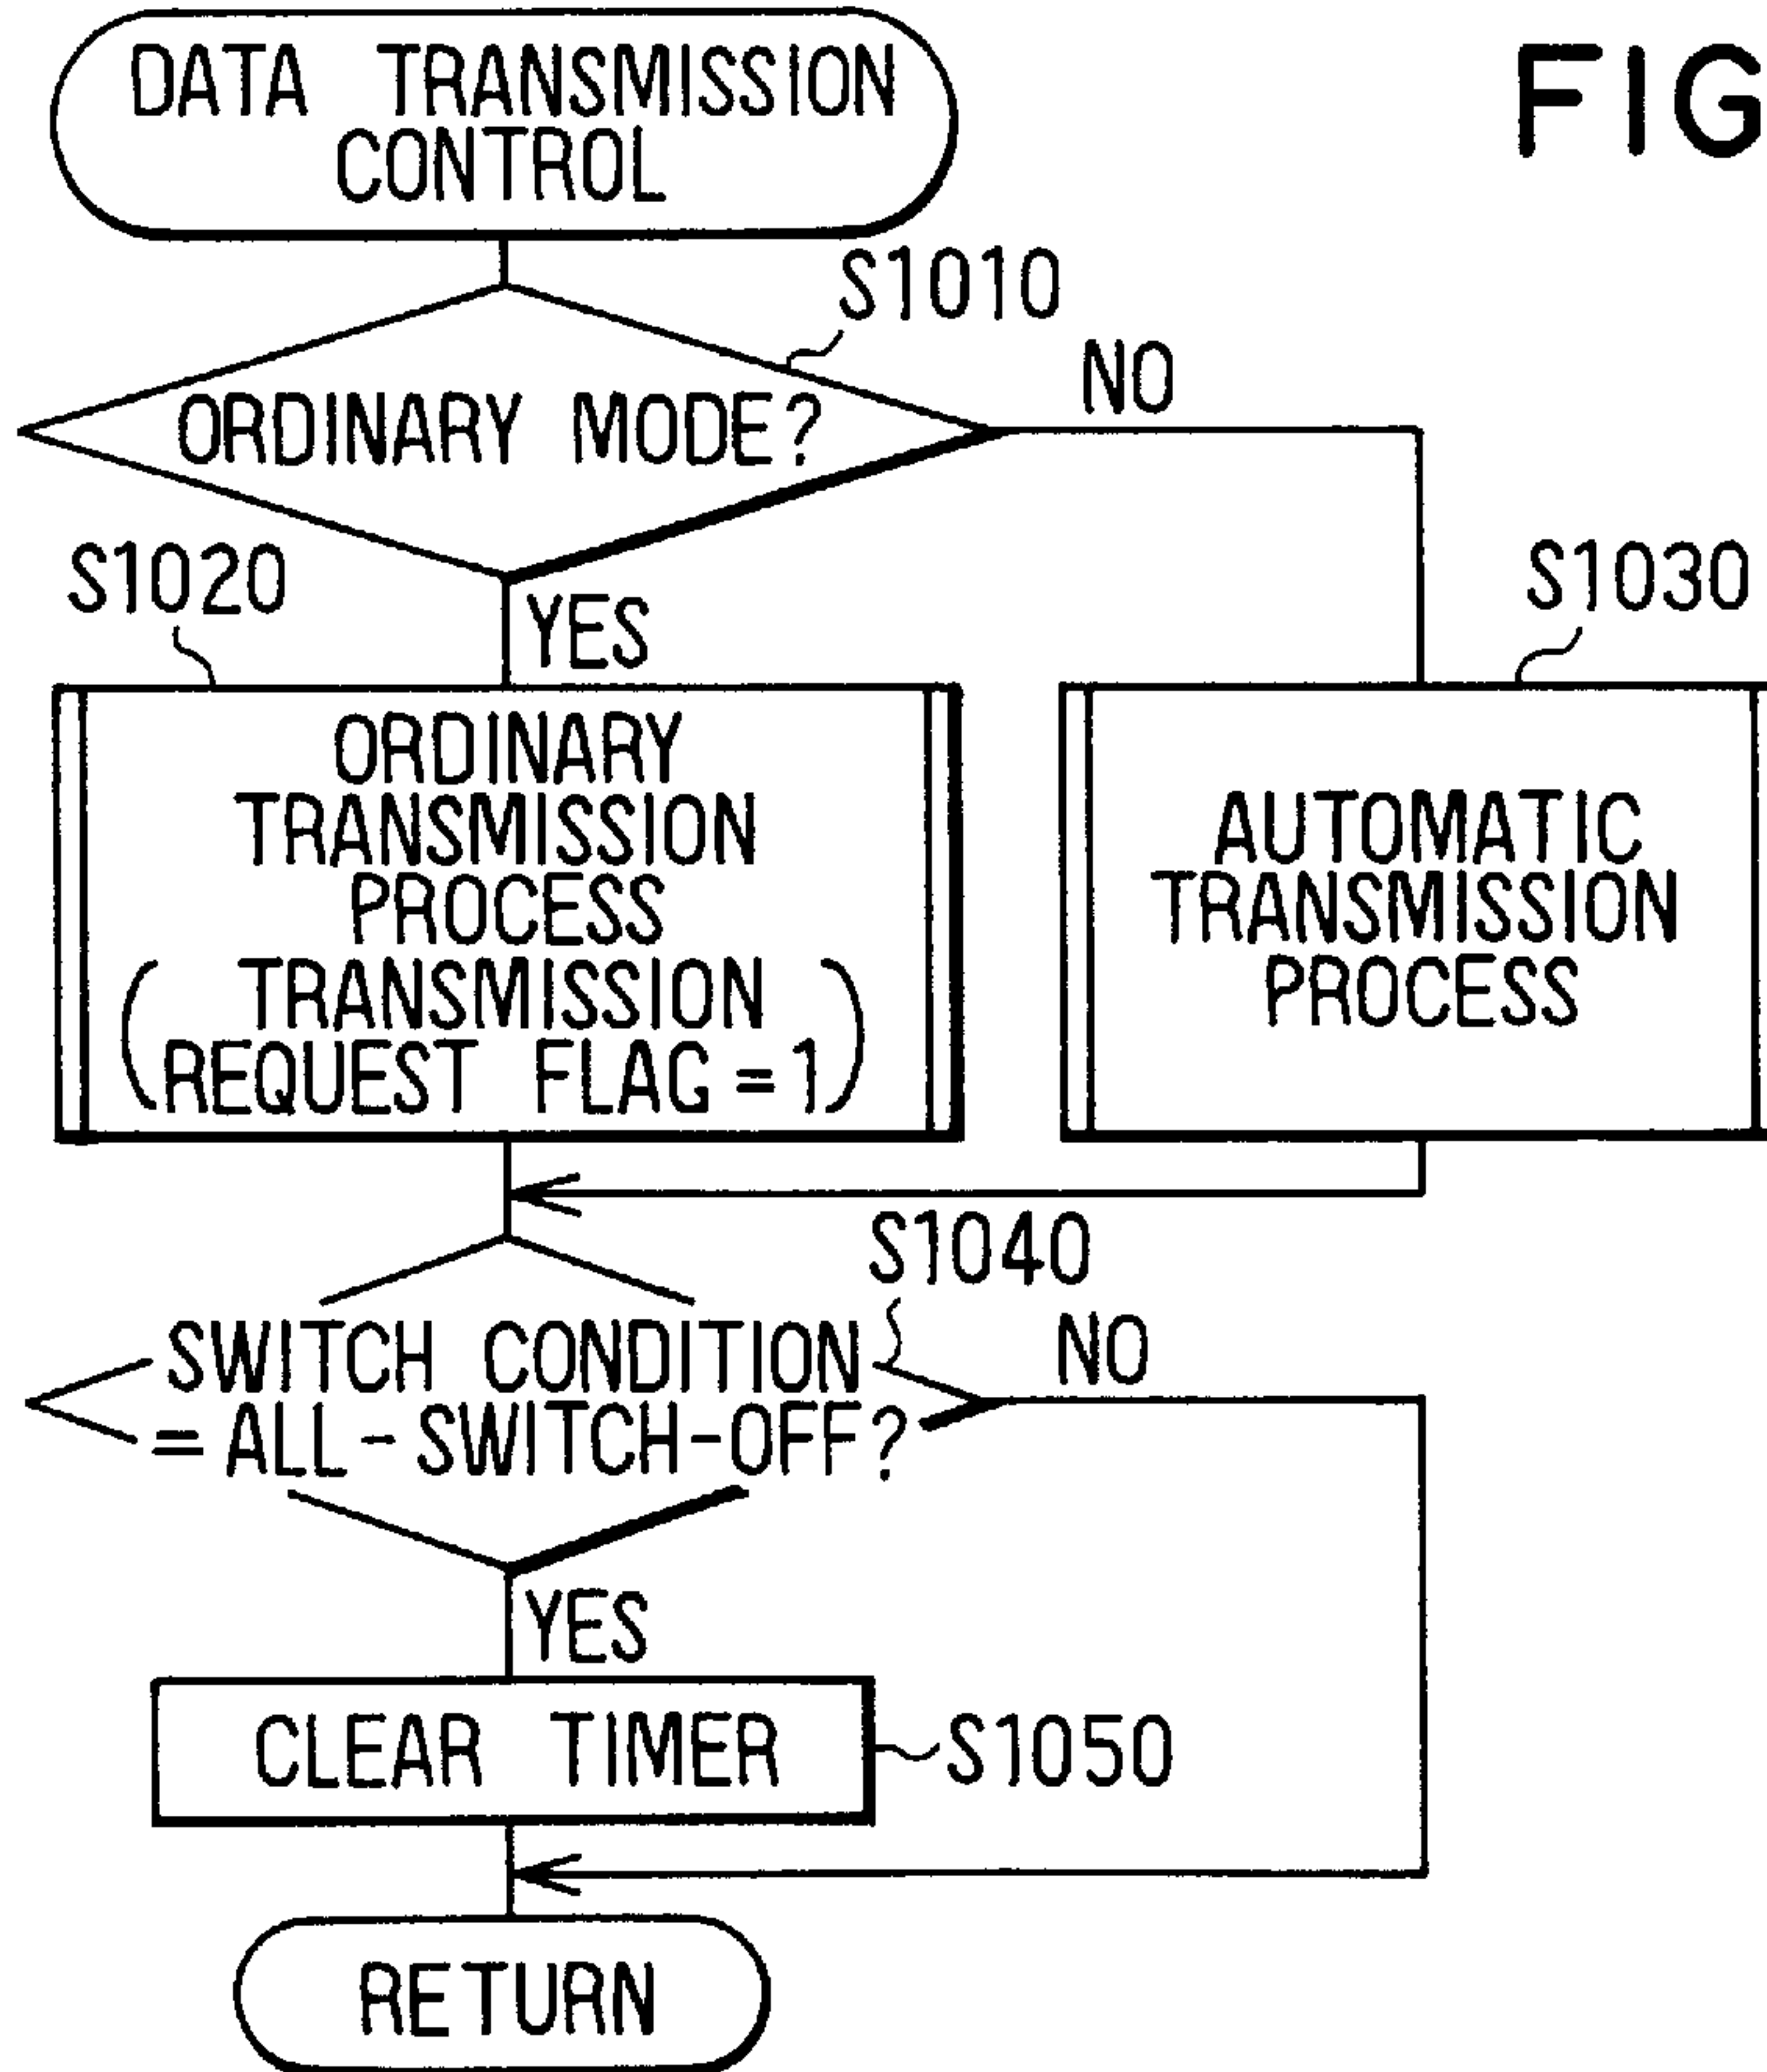 FIG
DATA TRANSMISSION
CONTROL
S1010
ORDINARY MODE?
NO
S1020
YES
S1030
ORDINARY
TRANSMISSION
PROCESS
(TRANSMISSION
REQUEST FLAG = 1)
AUTOMATIC
TRANSMISSION
PROCESS
S1040
SWITCH CONDITION
= ALL-SWITCH-OFF?
NO
YES
CLEAR TIMER
S1050
RETURN